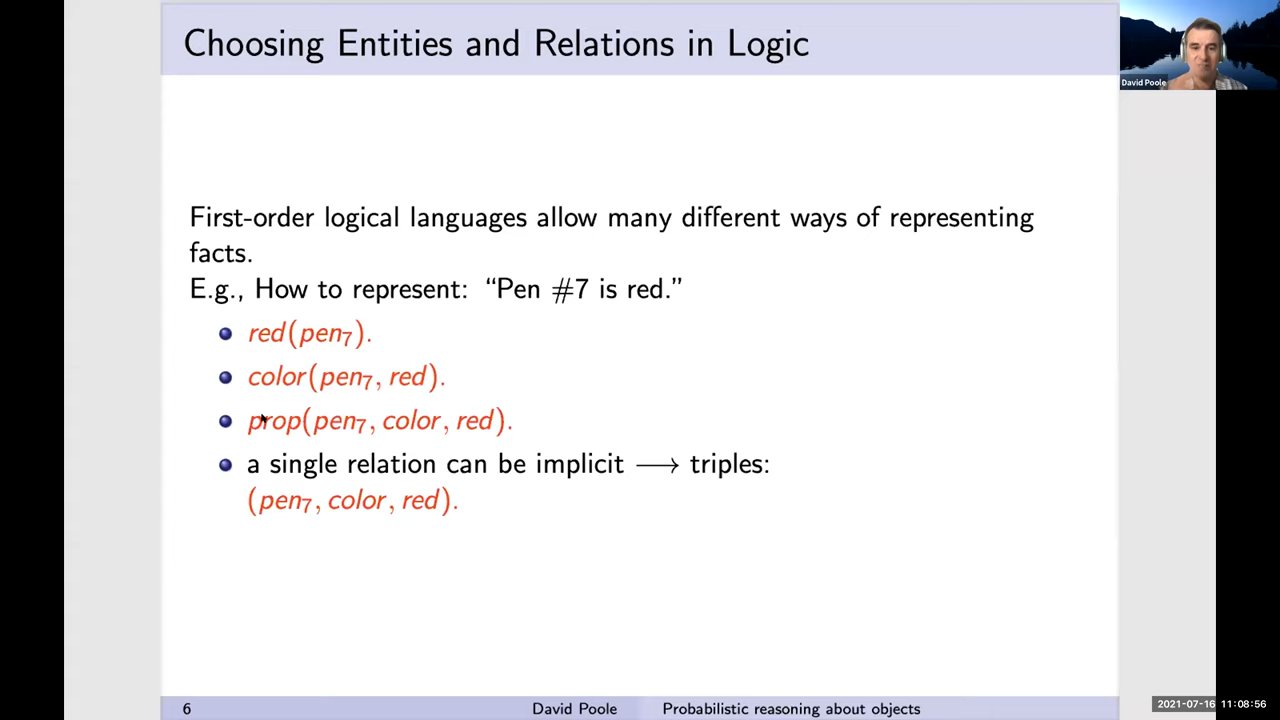 Choosing Entities and Relations in Logic
David Poole
First-order logical languages allow many different ways of representing
facts.
E.g., How to represent: “Pen #7 is red.”
red(pen₇).
color(pen₇, red).
prop(pen₇, color, red).
a single relation can be implicit ⟶ triples:
(pen₇, color, red).
6
David Poole
Probabilistic reasoning about objects
2021-07-16 11:08:56